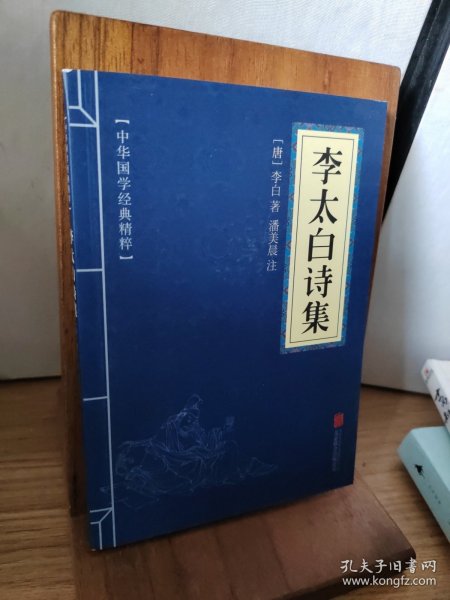 李太白诗集
［唐］李白 著 潘美晨 注
【中华国学经典精粹】
孔夫子旧书网
www.kongfz.com